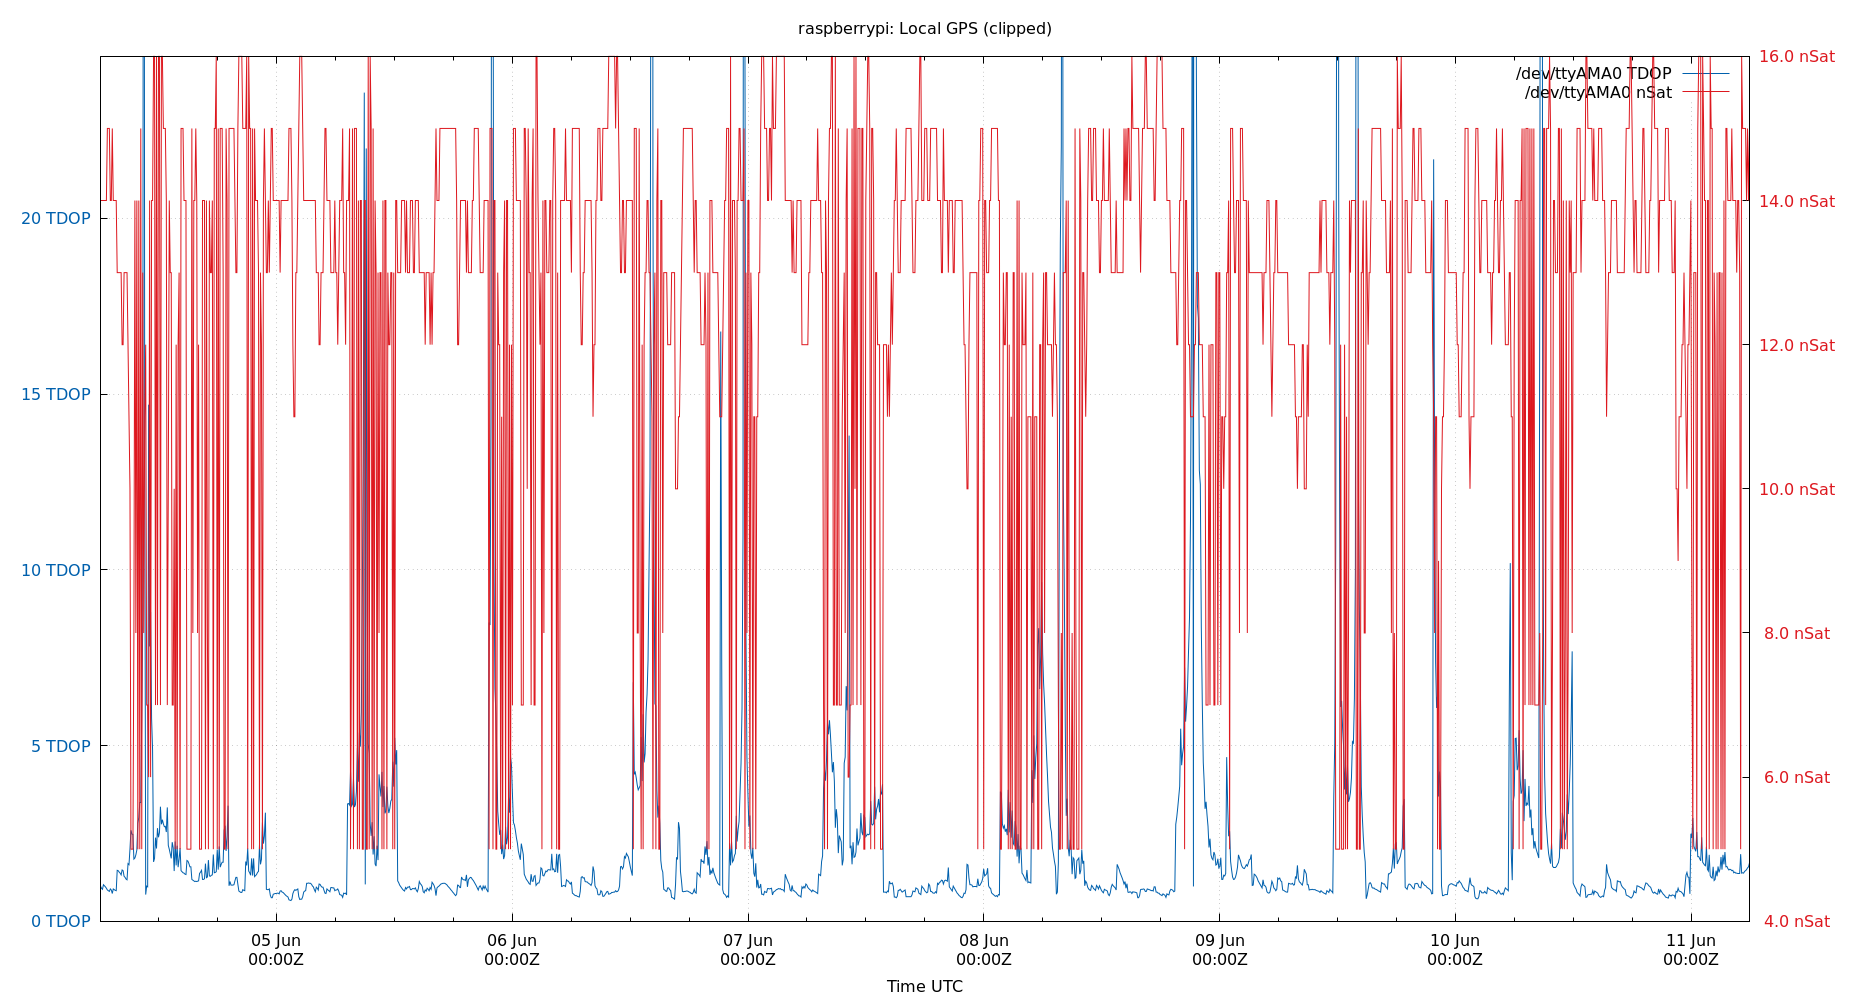 raspberrypi: Local GPS (clipped)
/dev/ttyAMA0 TDOP
/dev/ttyAMA0 nSat
20 TDOP
15 TDOP
10 TDOP
5 TDOP
0 TDOP
16.0 nSat
14.0 nSat
12.0 nSat
10.0 nSat
8.0 nSat
6.0 nSat
4.0 nSat
05 Jun
00:00Z
06 Jun
00:00Z
07 Jun
00:00Z
08 Jun
00:00Z
09 Jun
00:00Z
10 Jun
00:00Z
11 Jun
00:00Z
Time UTC